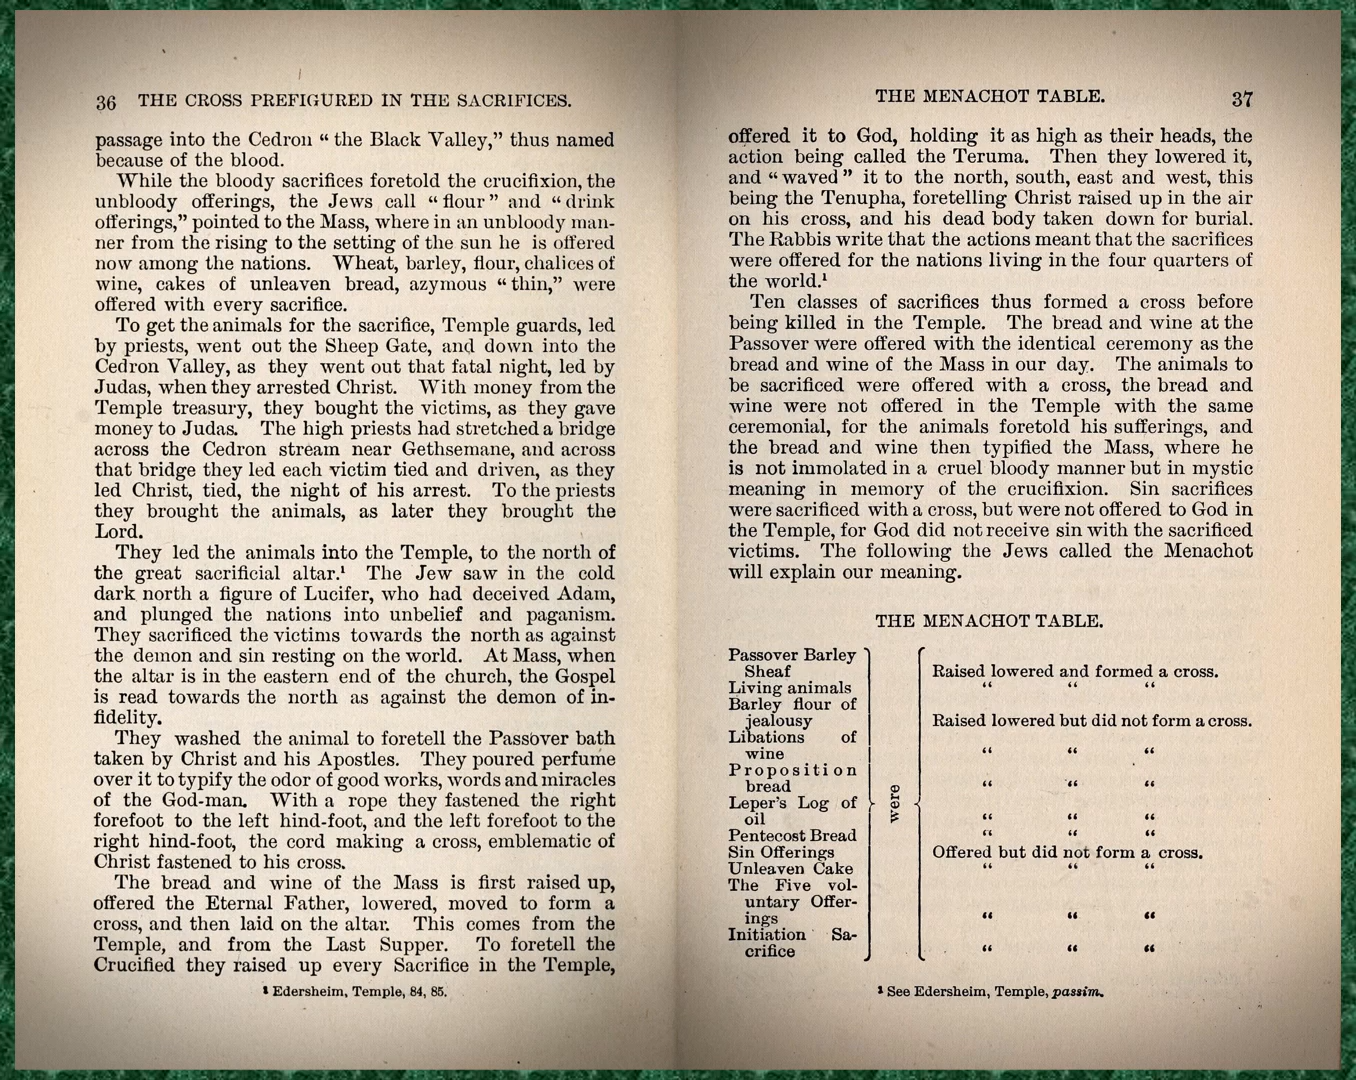 36 THE CROSS PREFIGURED IN THE SACRIFICES.
passage into the Cedron “ the Black Valley,” thus named
because of the blood.
While the bloody sacrifices foretold the crucifixion, the
unbloody offerings, the Jews call “ flour ” and “ drink
offerings,” pointed to the Mass, where in an unbloody man-
ner from the rising to the setting of the sun he is offered
now among the nations. Wheat, barley, flour, chalices of
wine, cakes of unleaven bread, azymous “ thin,” were
offered with every sacrifice.
To get the animals for the sacrifice, Temple guards, led
by priests, went out the Sheep Gate, and down into the
Cedron Valley, as they went out that fatal night, led by
Judas, when they arrested Christ. With money from the
Temple treasury, they bought the victims, as they gave
money to Judas. The high priests had stretched a bridge
across the Cedron stream near Gethsemane, and across
that bridge they led each victim tied and driven, as they
led Christ, tied, the night of his arrest. To the priests
they brought the animals, as later they brought the
Lord.
They led the animals into the Temple, to the north of
the great sacrificial altar.¹ The Jew saw in the cold
dark north a figure of Lucifer, who had deceived Adam,
and plunged the nations into unbelief and paganism.
They sacrificed the victims towards the north as against
the demon and sin resting on the world. At Mass, when
the altar is in the eastern end of the church, the Gospel
is read towards the north as against the demon of in-
fidelity.
They washed the animal to foretell the Passover bath
taken by Christ and his Apostles. They poured perfume
over it to typify the odor of good works, words and miracles
of the God-man. With a rope they fastened the right
forefoot to the left hind-foot, and the left forefoot to the
right hind-foot, the cord making a cross, emblematic of
Christ fastened to his cross.
The bread and wine of the Mass is first raised up,
offered the Eternal Father, lowered, moved to form a
cross, and then laid on the altar. This comes from the
Temple, and from the Last Supper. To foretell the
Crucified they raised up every Sacrifice in the Temple,
¹ Edersheim, Temple, 84, 85.
THE MENACHOT TABLE. 37
offered it to God, holding it as high as their heads, the
action being called the Teruma. Then they lowered it,
and “ waved ” it to the north, south, east and west, this
being the Tenupha, foretelling Christ raised up in the air
on his cross, and his dead body taken down for burial.
The Rabbis write that the actions meant that the sacrifices
were offered for the nations living in the four quarters of
the world.¹
Ten classes of sacrifices thus formed a cross before
being killed in the Temple. The bread and wine at the
Passover were offered with the identical ceremony as the
bread and wine of the Mass in our day. The animals to
be sacrificed were offered with a cross, the bread and
wine were not offered in the Temple with the same
ceremonial, for the animals foretold his sufferings, and
the bread and wine then typified the Mass, where he
is not immolated in a cruel bloody manner but in mystic
meaning in memory of the crucifixion. Sin sacrifices
were sacrificed with a cross, but were not offered to God in
the Temple, for God did not receive sin with the sacrificed
victims. The following the Jews called the Menachot
will explain our meaning.
THE MENACHOT TABLE.
Passover Barley
Sheaf
Living animals
Barley flour of
jealousy
Libations of
wine
Proposition
bread
Leper's Log of
oil
Pentecost Bread
Sin Offerings
Unleaven Cake
The Five vol-
untary Offer-
ings
Initiation Sa-
crifice
were
Raised lowered and formed a cross.
“ “ “
Raised lowered but did not form a cross.
“ “ “
“ “ “
“ “ “
“ “ “
Offered but did not form a cross.
“ “ “
“ “ “
“ “ “
¹ See Edersheim, Temple, passim.